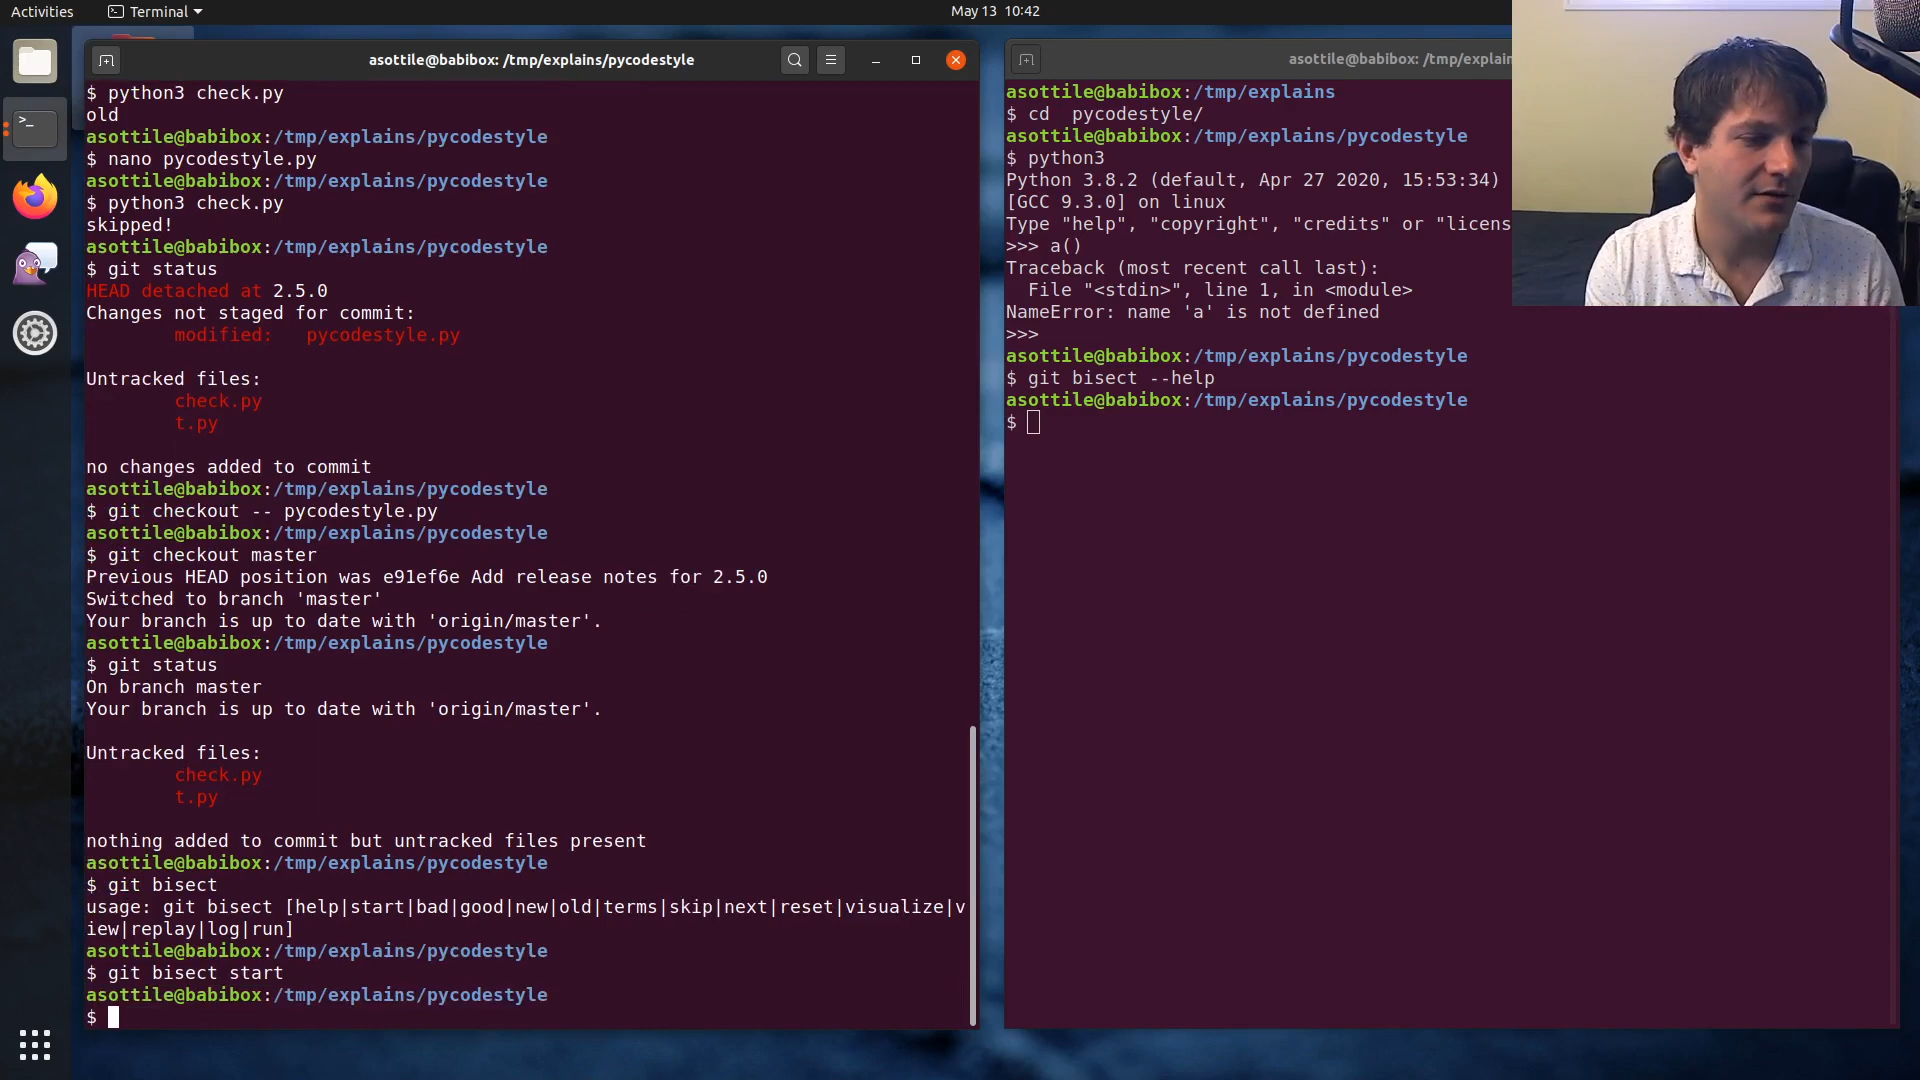 Activities
Terminal
May 13 10:42
asottile@babibox: /tmp/explains/pycodestyle
$ python3 check.py
old
asottile@babibox:/tmp/explains/pycodestyle
$ nano pycodestyle.py
asottile@babibox:/tmp/explains/pycodestyle
$ python3 check.py
skipped!
asottile@babibox:/tmp/explains/pycodestyle
$ git status
HEAD detached at 2.5.0
Changes not staged for commit:
modified: pycodestyle.py
Untracked files:
check.py
t.py
no changes added to commit
asottile@babibox:/tmp/explains/pycodestyle
$ git checkout -- pycodestyle.py
asottile@babibox:/tmp/explains/pycodestyle
$ git checkout master
Previous HEAD position was e91ef6e Add release notes for 2.5.0
Switched to branch 'master'
Your branch is up to date with 'origin/master'.
asottile@babibox:/tmp/explains/pycodestyle
$ git status
On branch master
Your branch is up to date with 'origin/master'.
Untracked files:
check.py
t.py
nothing added to commit but untracked files present
asottile@babibox:/tmp/explains/pycodestyle
$ git bisect
usage: git bisect [help|start|bad|good|new|old|terms|skip|next|reset|visualize|v
iew|replay|log|run]
asottile@babibox:/tmp/explains/pycodestyle
$ git bisect start
asottile@babibox:/tmp/explains/pycodestyle
$
asottile@babibox: /tmp/explain
asottile@babibox:/tmp/explains
$ cd  pycodestyle/
asottile@babibox:/tmp/explains/pycodestyle
$ python3
Python 3.8.2 (default, Apr 27 2020, 15:53:34)
[GCC 9.3.0] on linux
Type "help", "copyright", "credits" or "licens
>>> a()
Traceback (most recent call last):
File "<stdin>", line 1, in <module>
NameError: name 'a' is not defined
>>>
asottile@babibox:/tmp/explains/pycodestyle
$ git bisect --help
asottile@babibox:/tmp/explains/pycodestyle
$